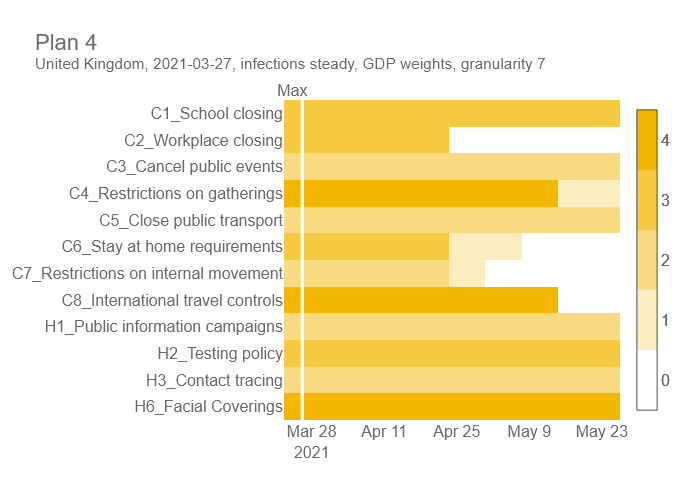 Plan 4
United Kingdom, 2021-03-27, infections steady, GDP weights, granularity 7
Max
C1_School closing
C2_Workplace closing
C3_Cancel public events
C4_Restrictions on gatherings
C5_Close public transport
C6_Stay at home requirements
C7_Restrictions on internal movement
C8_International travel controls
H1_Public information campaigns
H2_Testing policy
H3_Contact tracing
H6_Facial Coverings
4
3
2
1
0
Mar 28 Apr 11 Apr 25 May 9 May 23
2021